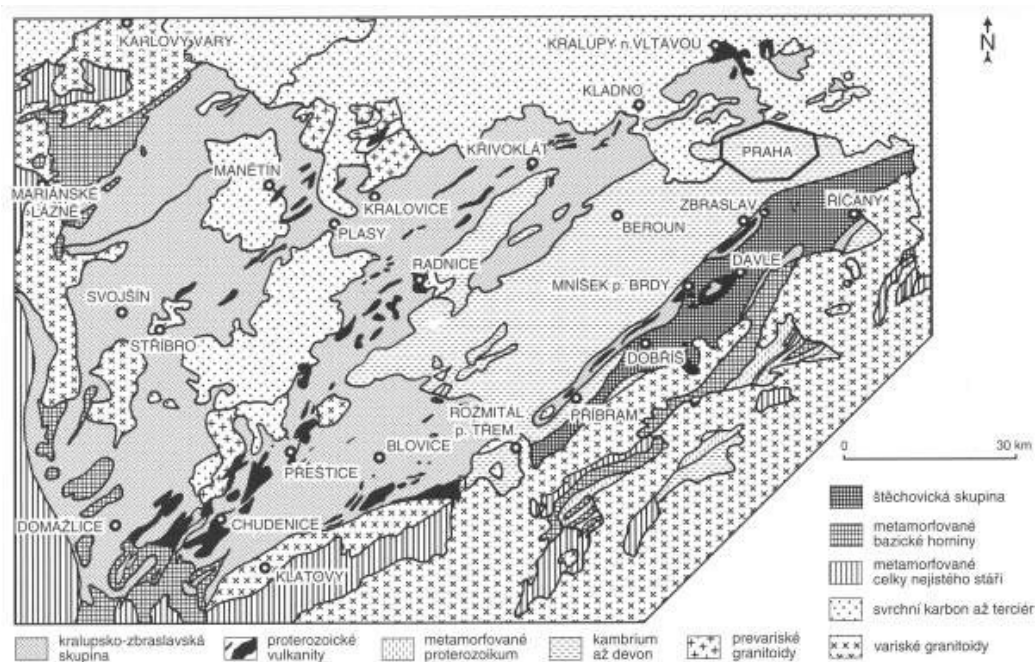 KARLOVY VARY
KRALUPY n.VLTAVOU
N
KLADNO
PRAHA
KŘIVOKLÁT
MANĚTÍN
MARIÁNSKÉ
LÁZNĚ
KRALOVICE
ZBRASLAV
ŘÍČANY
PLASY
BEROUN
RADNICE
DAVLE
MNÍŠEK p. BRDY
SVOJŠÍN
STŘÍBRO
DOBŘÍŠ
PŘÍBRAM
ROŽMITÁL
p. TŘEM.
BLOVICE
PŘEŠTICE
0 30 km
DOMAŽLICE
CHUDENICE
KLATOVY
štěchovická skupina
metamorfované
bazické horniny
metamorfované
celky nejistého stáří
svrchní karbon až terciér
kralupsko-zbraslavská
skupina
proterozoické
vulkanity
metamorfované
proterozoikum
kambrium
až devon
prevariské
granitoidy
variské granitoidy